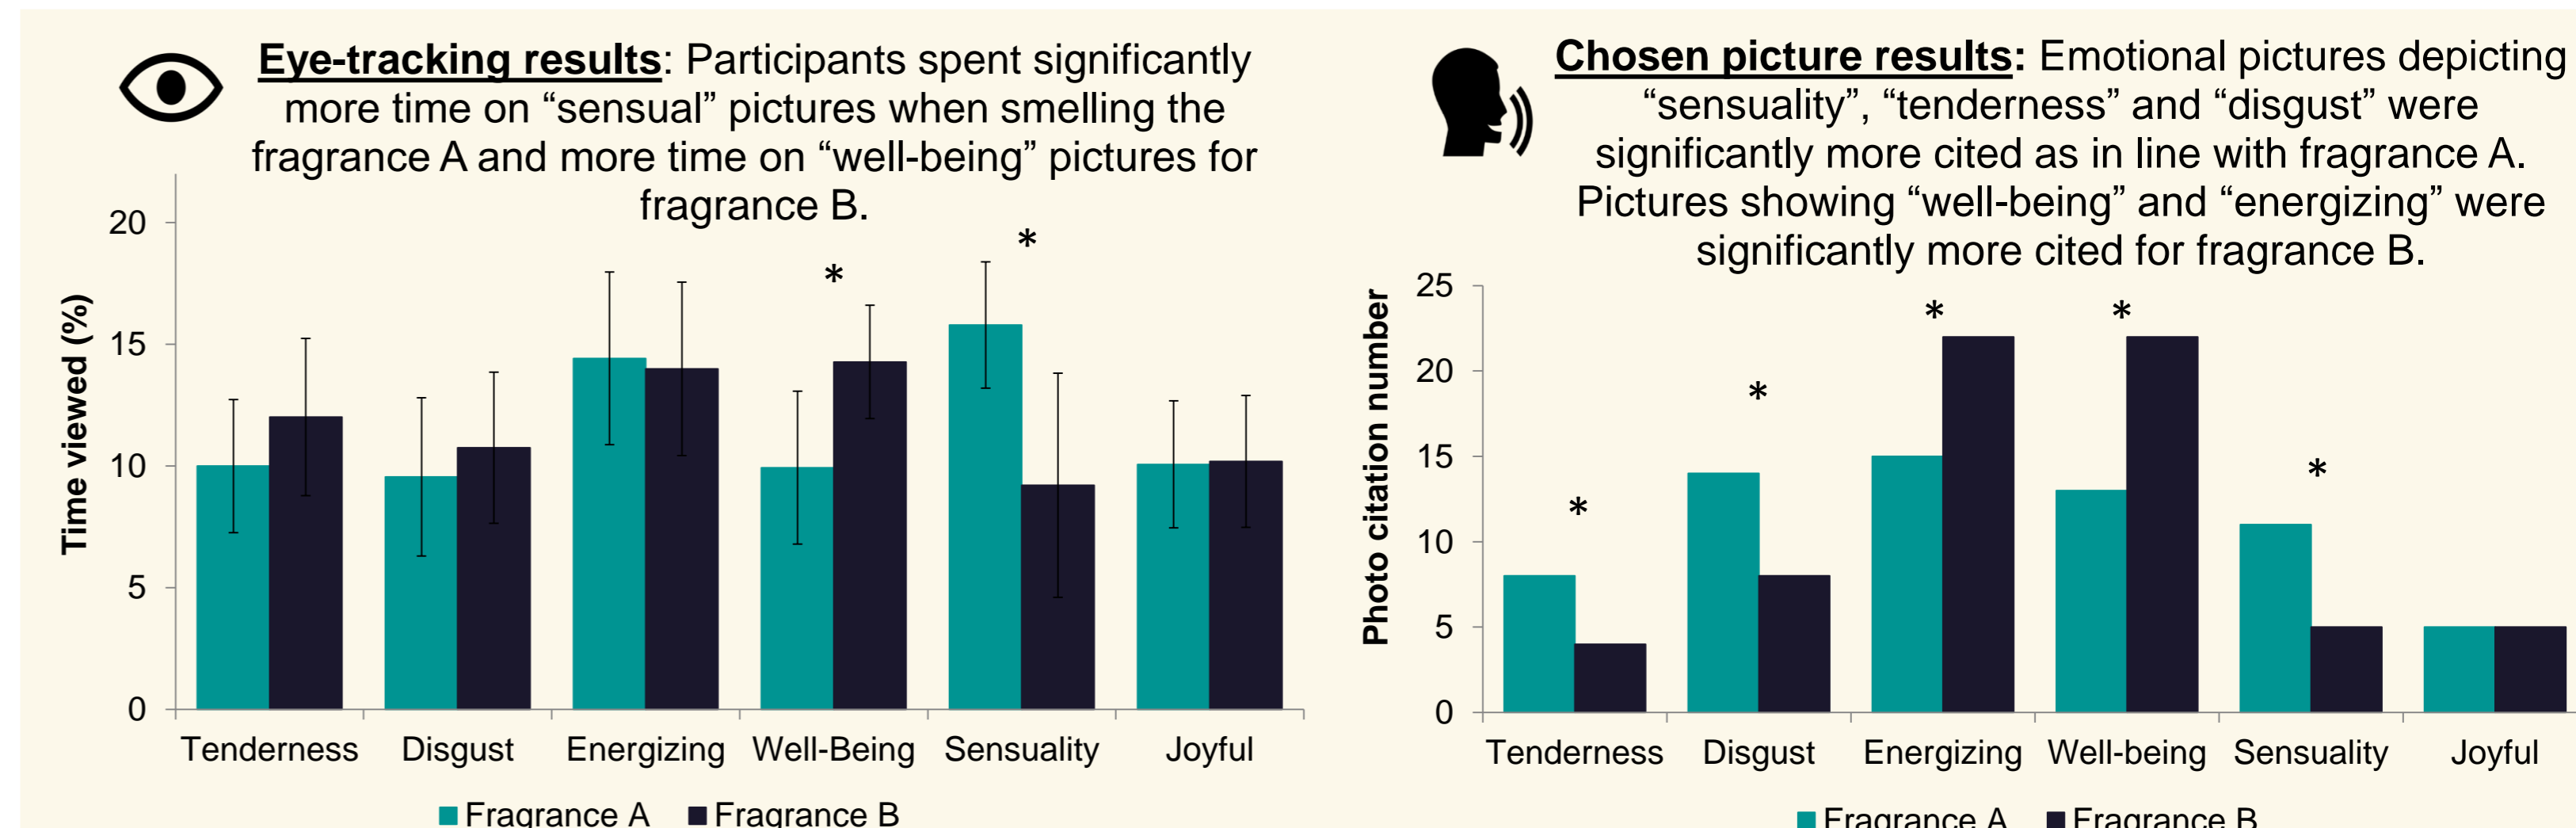 Eye-tracking results: Participants spent significantly
more time on “sensual” pictures when smelling the
fragrance A and more time on “well-being” pictures for
fragrance B.
Time viewed (%)
20
15
10
5
0
*
*
Tenderness Disgust Energizing Well-Being Sensuality Joyful
Fragrance A Fragrance B
Chosen picture results: Emotional pictures depicting
“sensuality”, “tenderness” and “disgust” were
significantly more cited as in line with fragrance A.
Pictures showing “well-being” and “energizing” were
significantly more cited for fragrance B.
Photo citation number
25
20
15
10
5
0
*
*
*
*
*
Tenderness Disgust Energizing Well-being Sensuality Joyful
Fragrance A Fragrance B